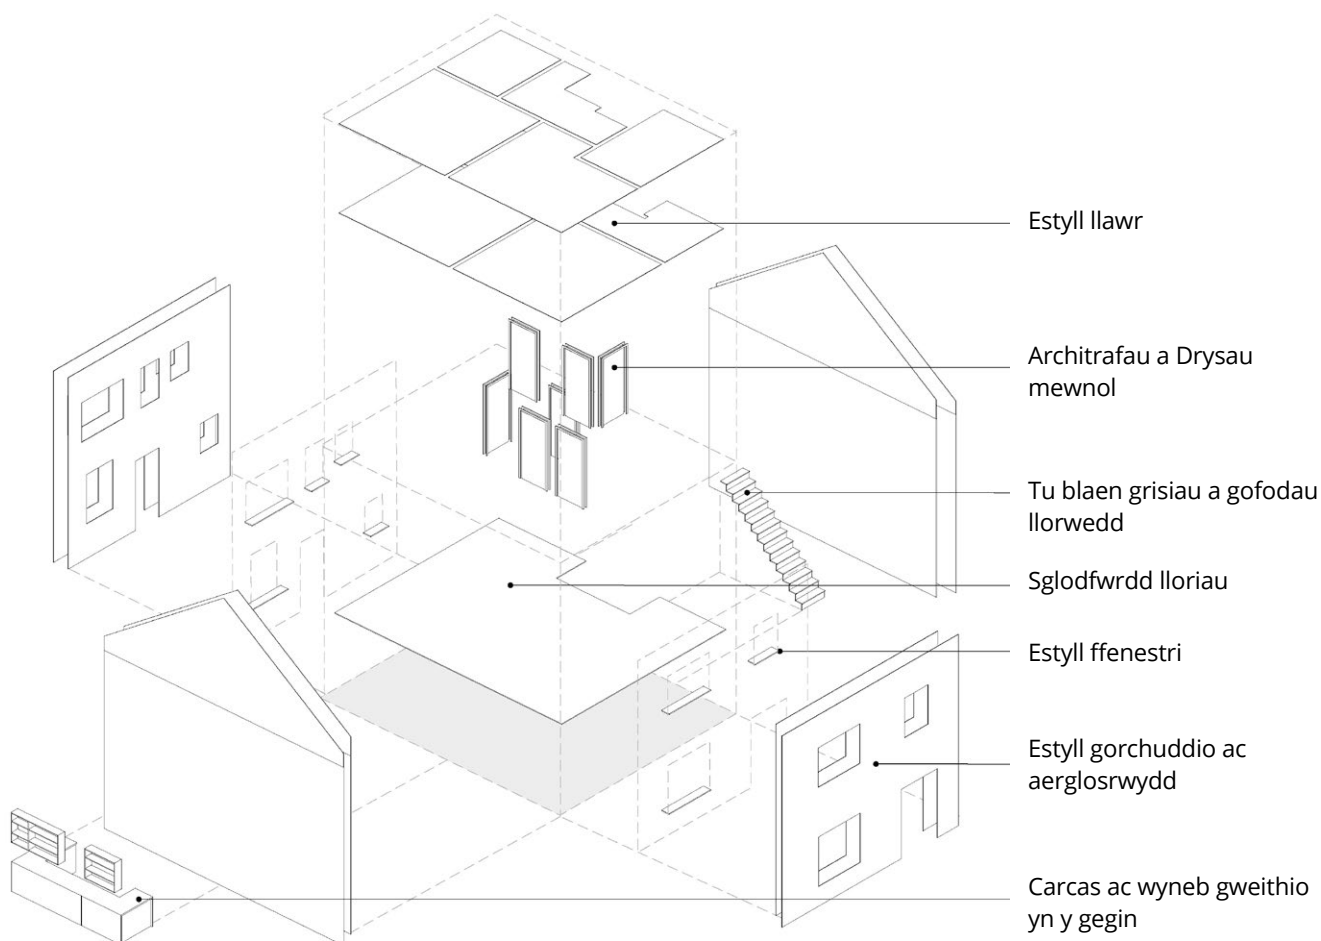 Estyll llawr
Architrafau a Drysau
mewnol
Tu blaen grisiau a gofodau
llorwedd
Sglodfwrdd lloriau
Estyll ffenestri
Estyll gorchuddio ac
aerglosrwydd
Carcas ac wyneb gweithio
yn y gegin